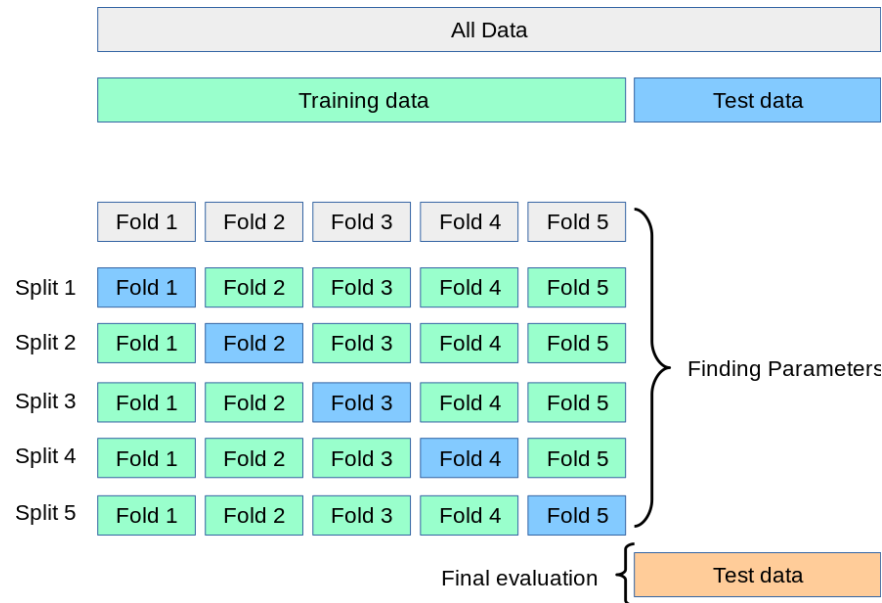 All Data
Training data Test data
Fold 1 Fold 2 Fold 3 Fold 4 Fold 5
Split 1 Fold 1 Fold 2 Fold 3 Fold 4 Fold 5
Split 2 Fold 1 Fold 2 Fold 3 Fold 4 Fold 5
Finding Parameters
Split 3 Fold 1 Fold 2 Fold 3 Fold 4 Fold 5
Split 4 Fold 1 Fold 2 Fold 3 Fold 4 Fold 5
Split 5 Fold 1 Fold 2 Fold 3 Fold 4 Fold 5
Final evaluation Test data